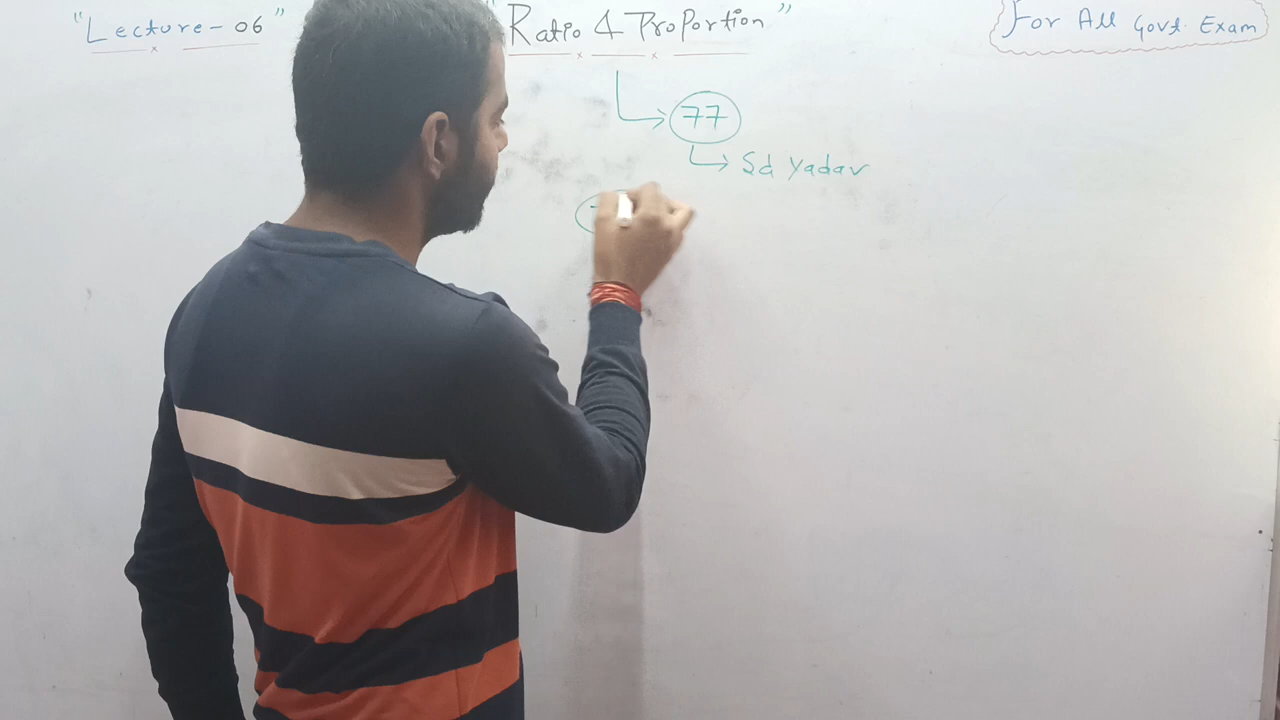 "Lecture - 06"
"Ratio & Proportion"
For All Govt. Exam
77
Sd Yadav